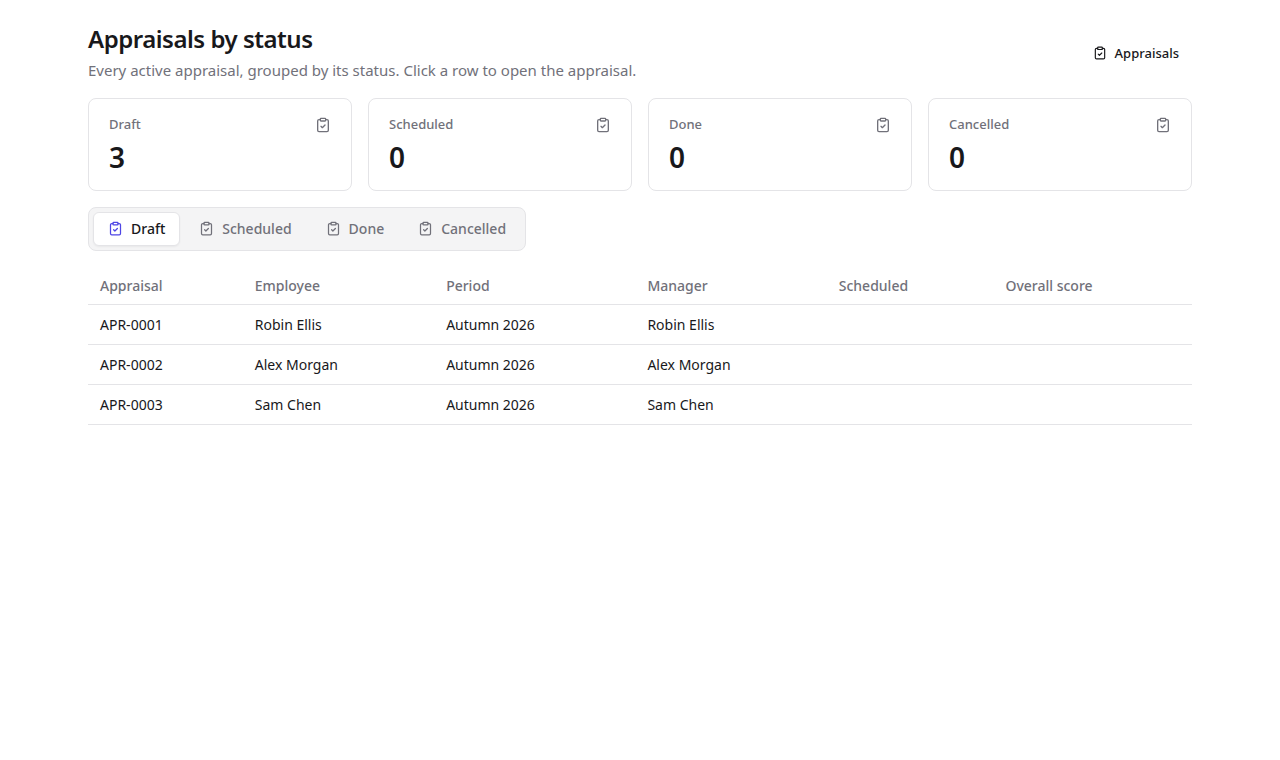 Appraisals by status
Every active appraisal, grouped by its status. Click a row to open the appraisal.
Appraisals
Draft
3
Scheduled
0
Done
0
Cancelled
0
Draft Scheduled Done Cancelled
Appraisal Employee Period Manager Scheduled Overall score
APR-0001 Robin Ellis Autumn 2026 Robin Ellis
APR-0002 Alex Morgan Autumn 2026 Alex Morgan
APR-0003 Sam Chen Autumn 2026 Sam Chen